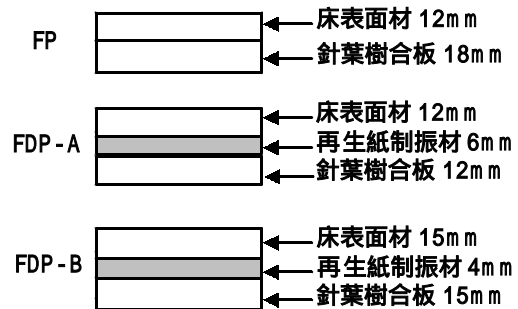 FP
床表面材 12mm
針葉樹合板 18mm
FDP-A
床表面材 12mm
再生紙制振材 6mm
針葉樹合板 12mm
FDP-B
床表面材 15mm
再生紙制振材 4mm
針葉樹合板 15mm